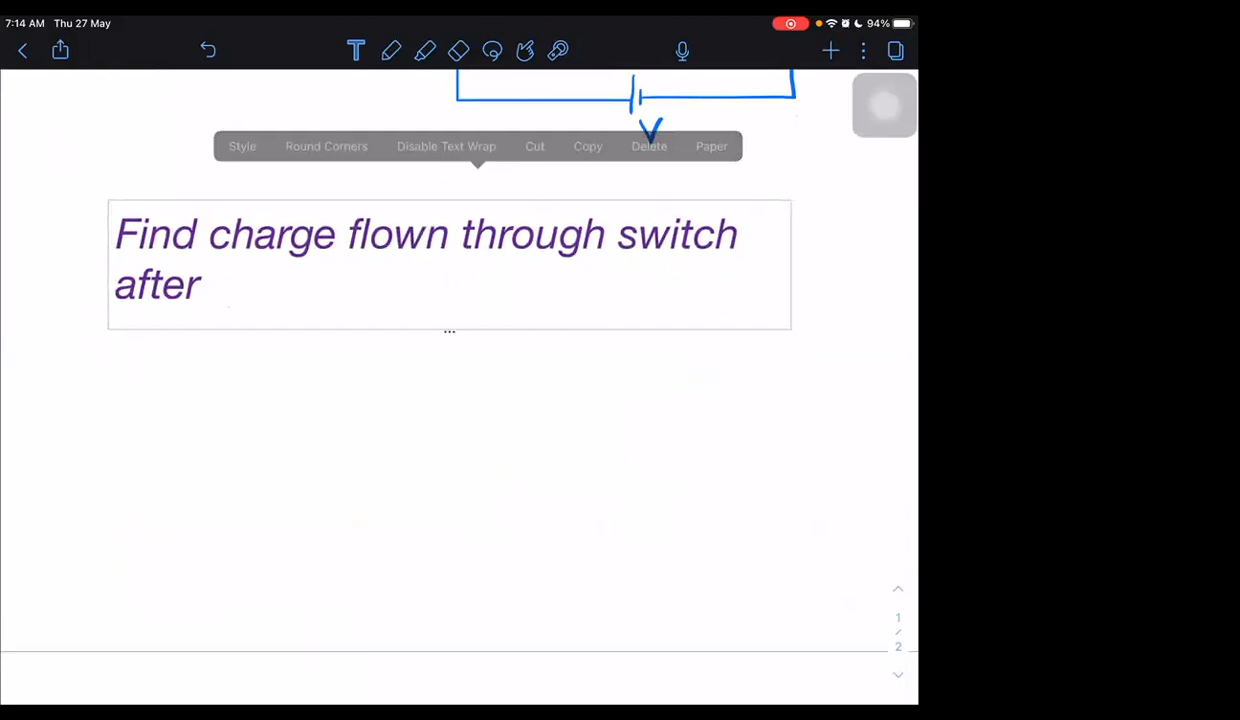 7:14 AM Thu 27 May 94%
T
V
Style Round Corners Disable Text Wrap Cut Copy Delete Paper
Find charge flown through switch
after
...
1
/
2